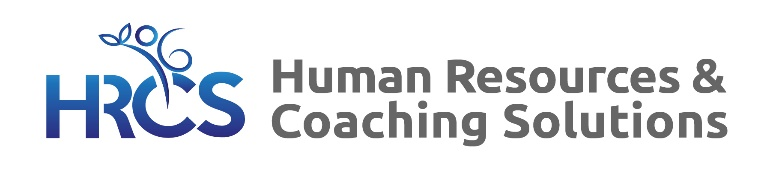 HRCS
Human Resources &
Coaching Solutions